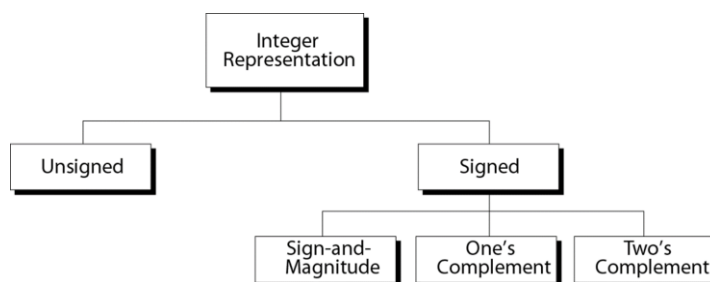 Integer
Representation
Unsigned
Signed
Sign-and-
Magnitude
One's
Complement
Two's
Complement